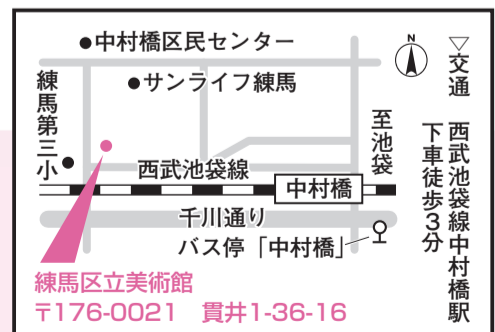 ●中村橋区民センター
N
▽交通 西武池袋線中村橋駅
下車徒歩3分
●サンライフ練馬
練馬第三小●
至池袋
西武池袋線
中村橋
千川通り
バス停「中村橋」
練馬区立美術館
〒176-0021 貫井1-36-16